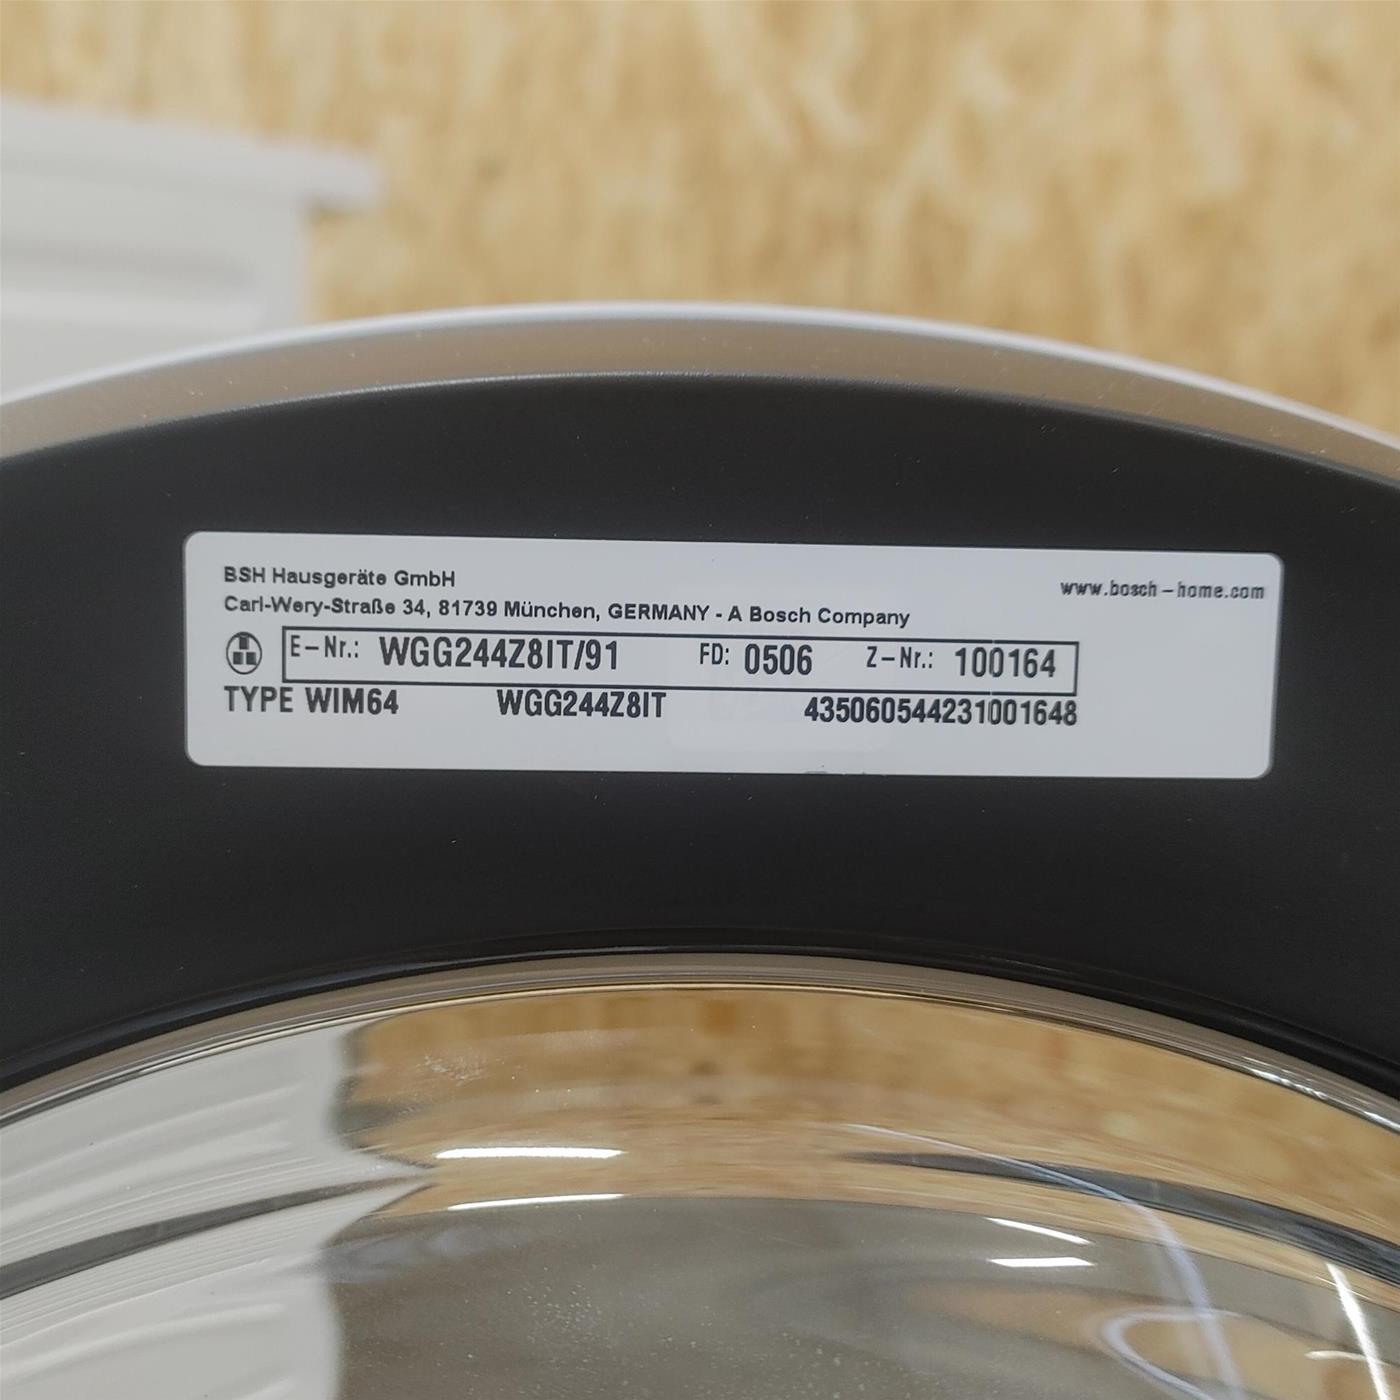 BSH Hausgeräte GmbH
www.bosch-home.com
Carl-Wery-Straße 34, 81739 München, GERMANY - A Bosch Company
E-Nr.: WGG244Z8IT/91 FD: 0506 Z-Nr.: 100164
TYPE WIM64 WGG244Z8IT 435060544231001648